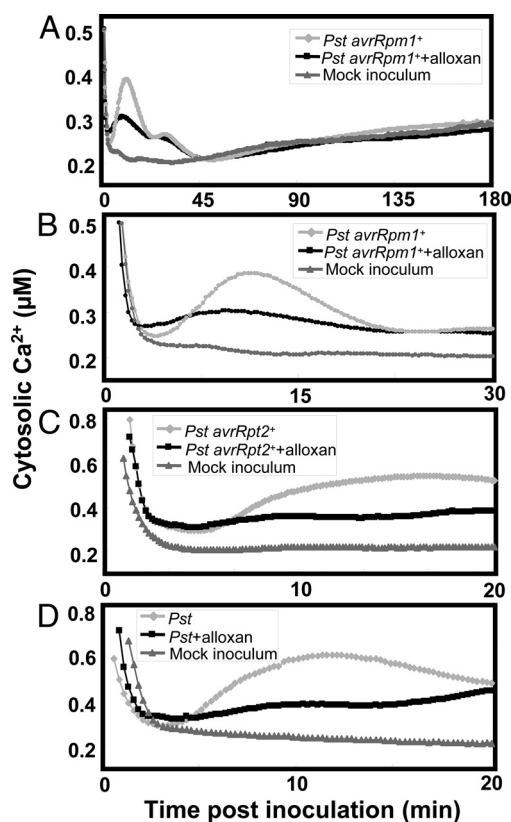 A
0.5
0.4
0.3
0.2
Pst avrRpm1⁺
Pst avrRpm1⁺+alloxan
Mock inoculum
0 45 90 135 180
B
0.5
0.4
0.3
0.2
Pst avrRpm1⁺
Pst avrRpm1⁺+alloxan
Mock inoculum
0 15 30
Cytosolic Ca²⁺ (µM)
C
0.8
0.6
0.4
0.2
Pst avrRpt2⁺
Pst avrRpt2⁺+alloxan
Mock inoculum
0 10 20
D
0.8
0.6
0.4
0.2
Pst
Pst+alloxan
Mock inoculum
0 10 20
Time post inoculation (min)